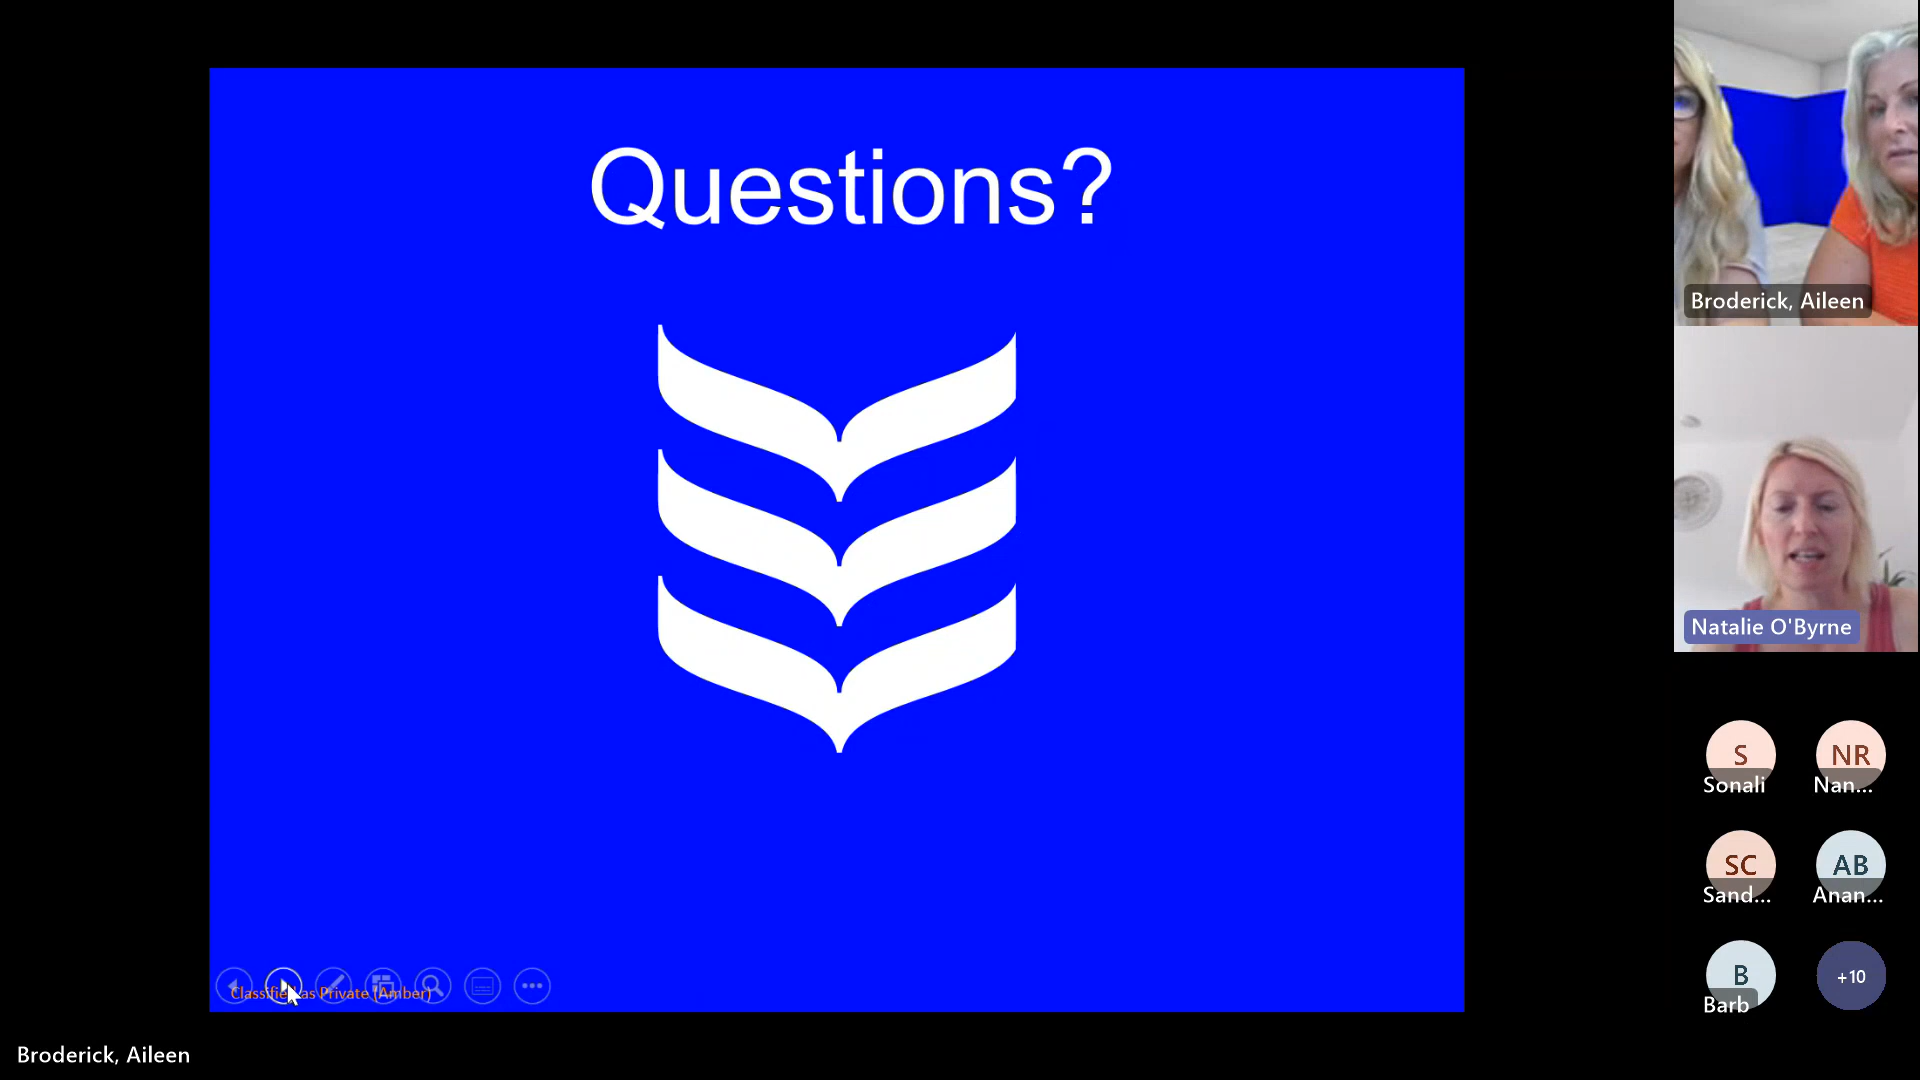 Questions?
Classified as Private (Amber)
Broderick, Aileen
Natalie O'Byrne
S
Sonali
NR
Nan...
SC
Sand...
AB
Anan...
B
Barb
+10
Broderick, Aileen